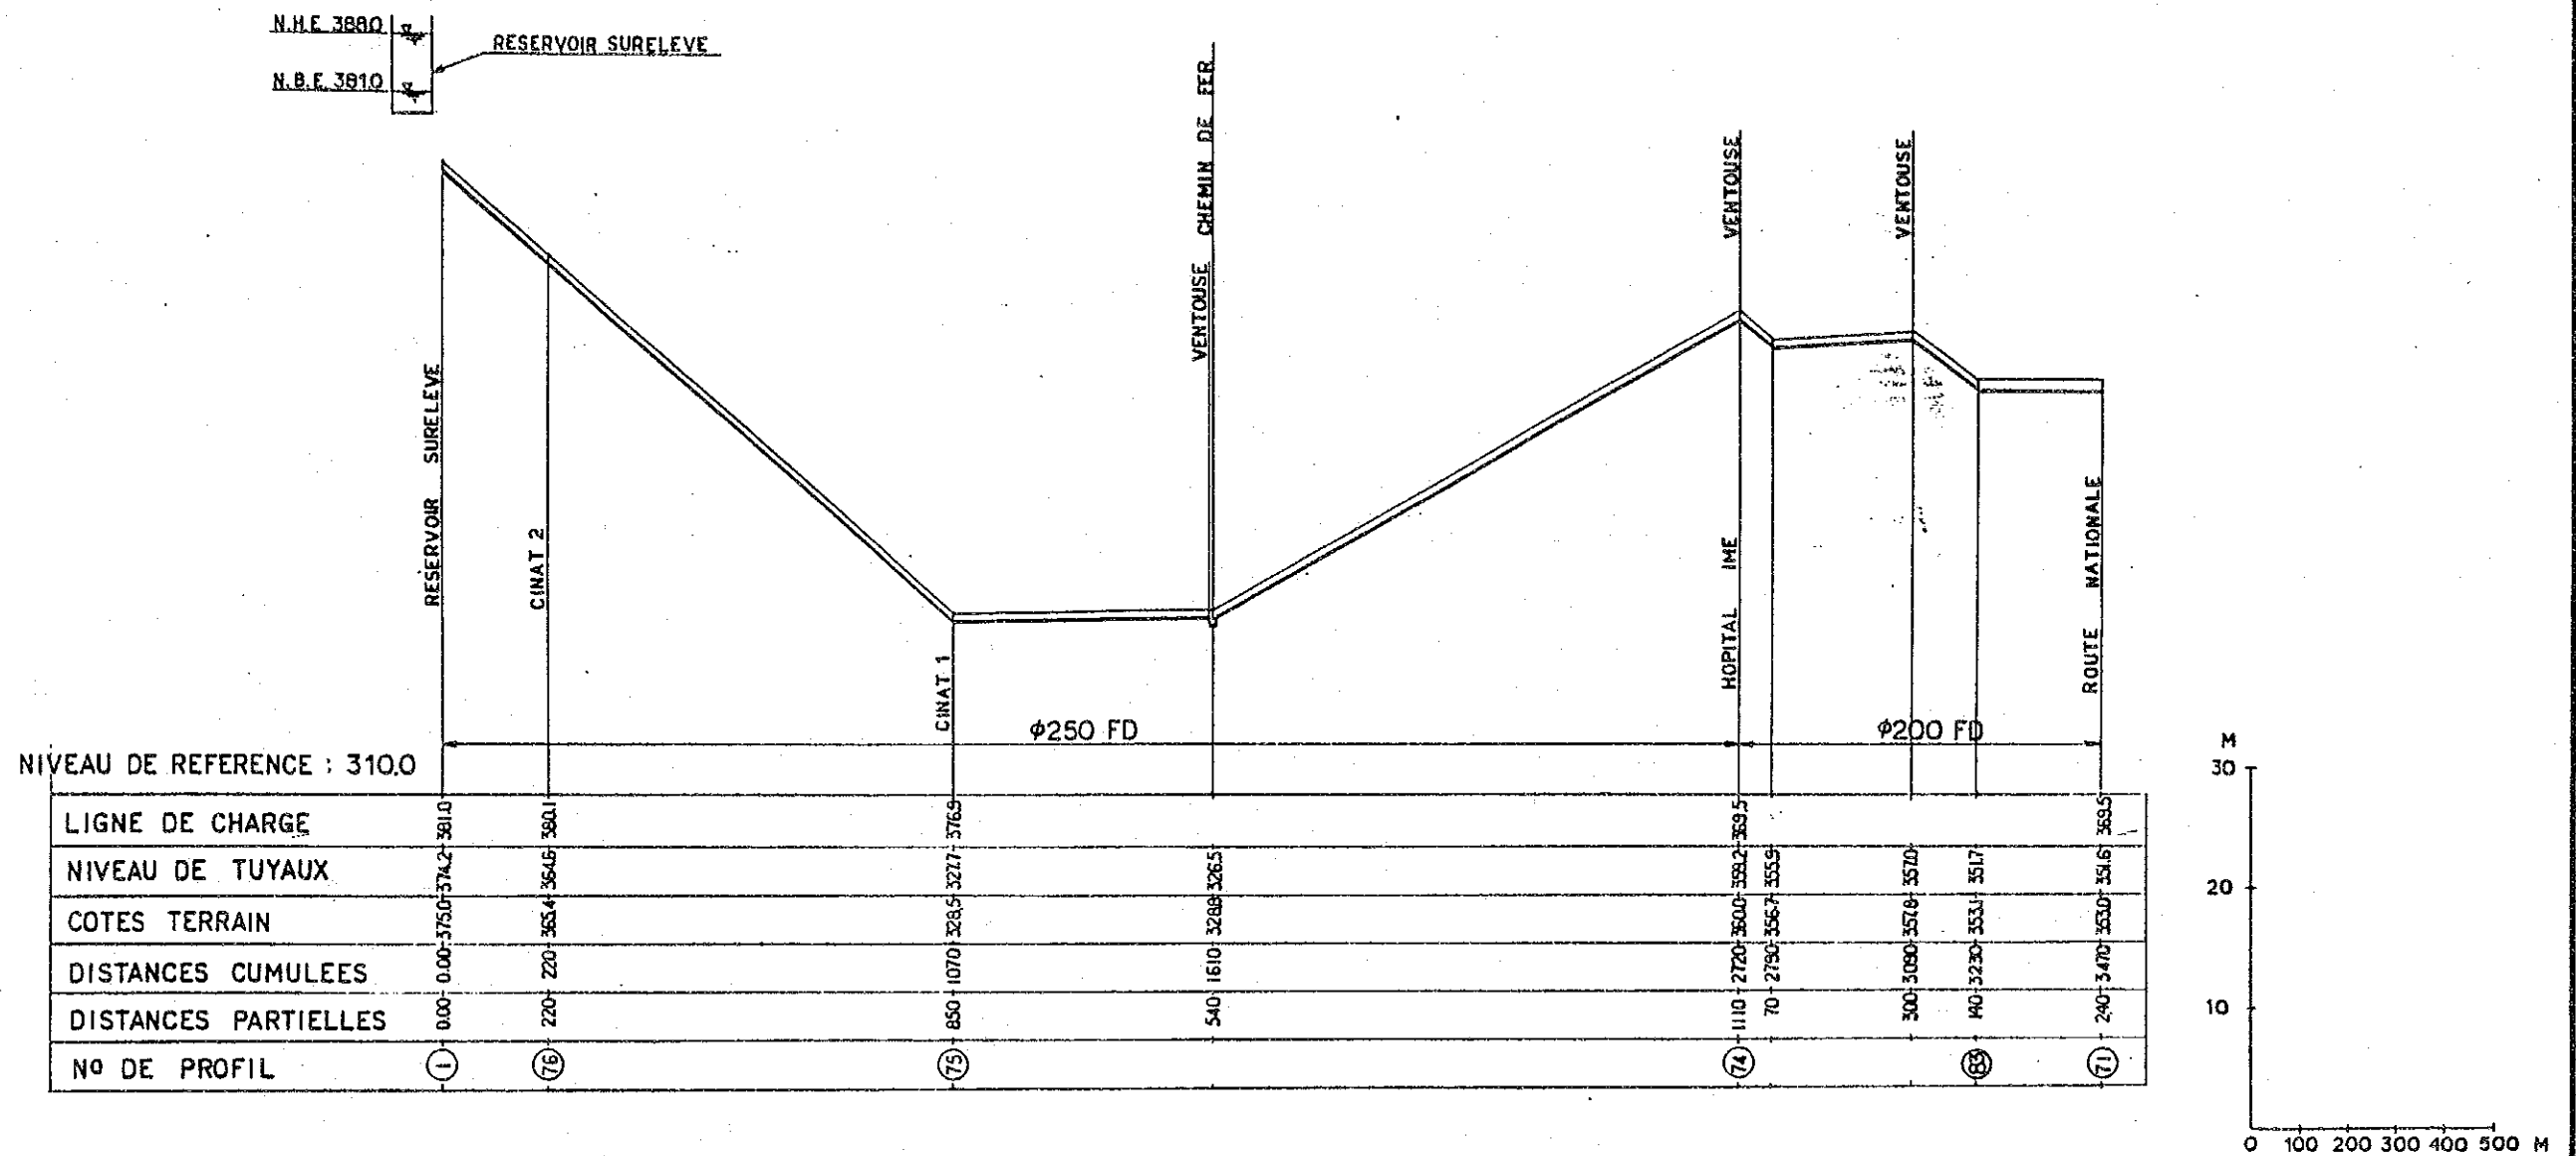 N.H.E. 388.0
RESERVOIR SURELEVE
N.B.E. 381.0
RESERVOIR SURELEVE
CINAT 2
CINAT 1
VENTOUSE CHEMIN DE FER
VENTOUSE
HOPITAL IME
VENTOUSE
ROUTE NATIONALE
φ250 FD
φ200 FD
NIVEAU DE REFERENCE : 310.0
LIGNE DE CHARGE 381.0 380.1 376.9 369.5 369.5
NIVEAU DE TUYAUX 374.2 364.6 327.7 326.5 359.2 355.9 357.0 351.7 351.6
COTES TERRAIN 375.0 365.4 328.5 328.8 360.0 356.7 357.8 353.1 353.0
DISTANCES CUMULEES 0.00 220 1070 1610 2720 2790 3090 3230 3470
DISTANCES PARTIELLES 0.00 220 850 540 1110 70 300 140 240
Nº DE PROFIL 1 76 75 74 83 71
M
30
20
10
0 100 200 300 400 500 M